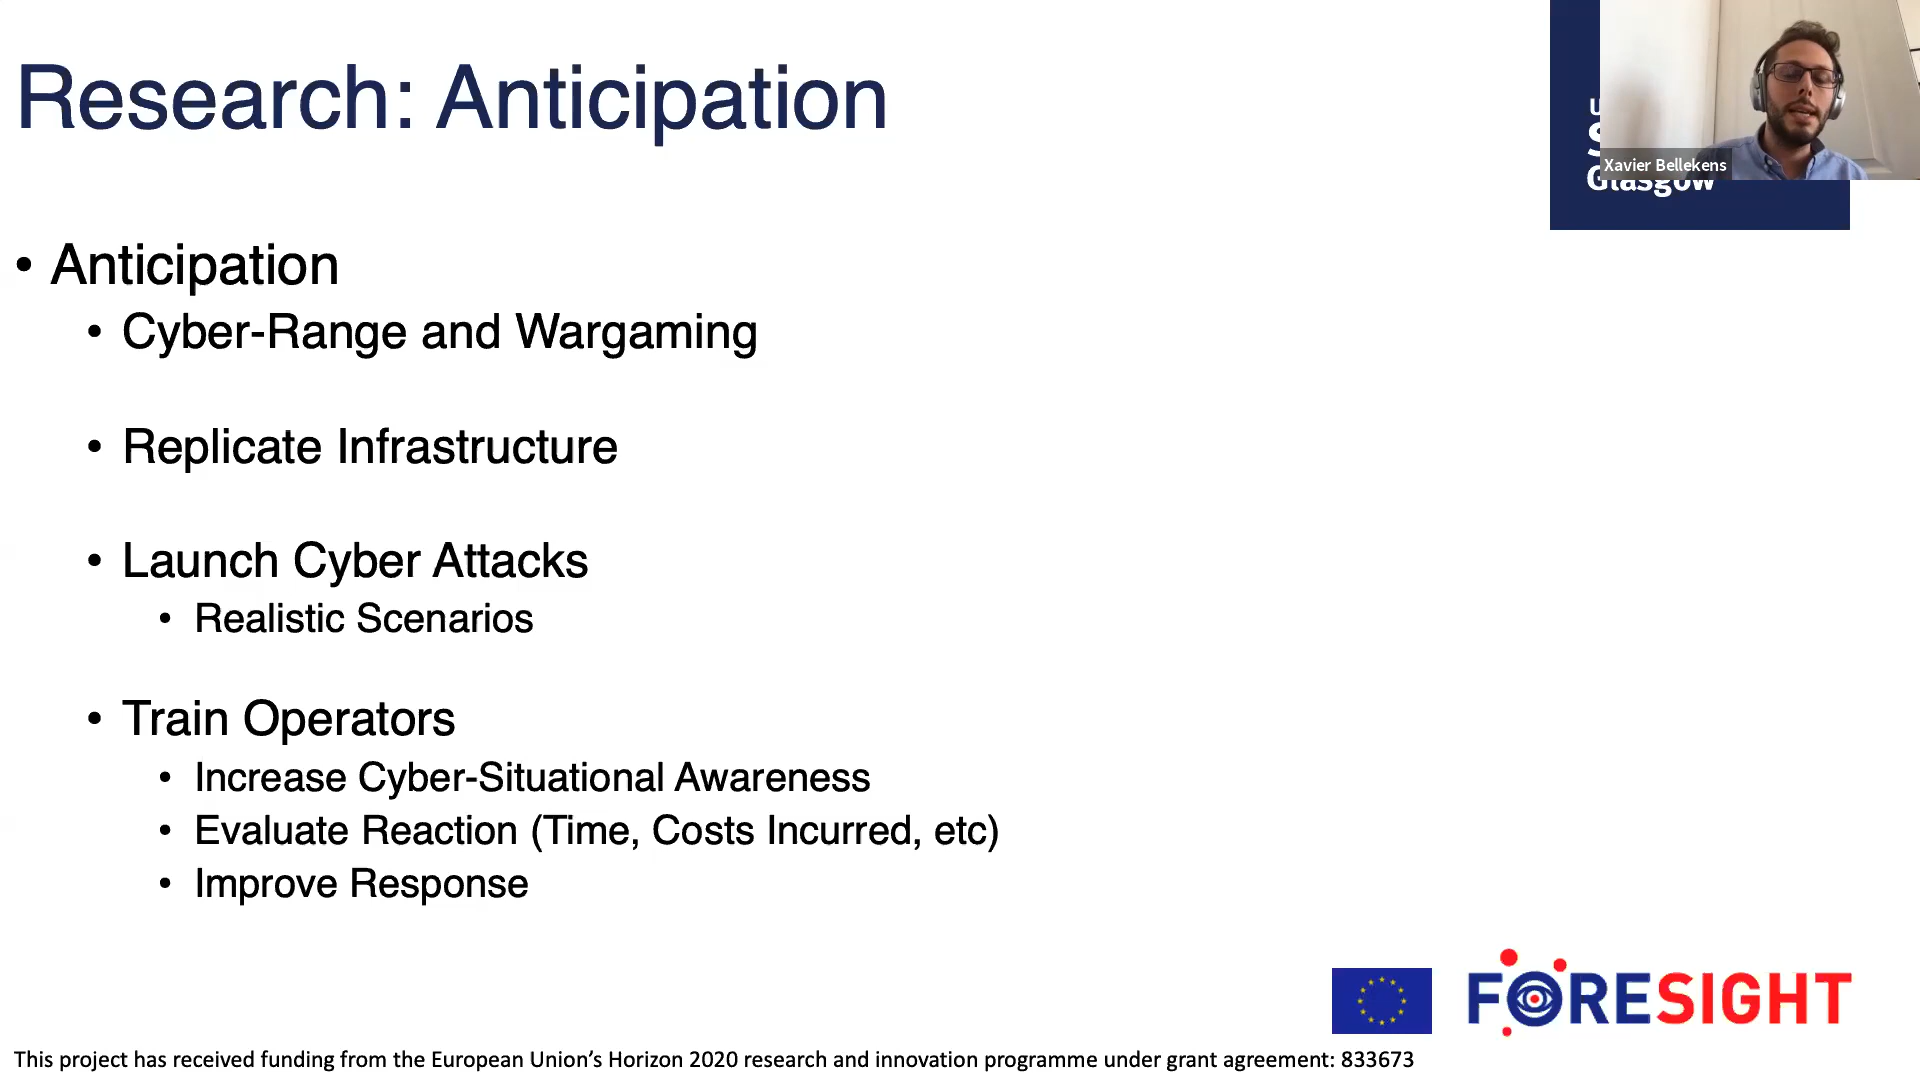 Research: Anticipation
Xavier Bellekens
Glasgow
• Anticipation
• Cyber-Range and Wargaming
• Replicate Infrastructure
• Launch Cyber Attacks
• Realistic Scenarios
• Train Operators
• Increase Cyber-Situational Awareness
• Evaluate Reaction (Time, Costs Incurred, etc)
• Improve Response
FORESIGHT
This project has received funding from the European Union’s Horizon 2020 research and innovation programme under grant agreement: 833673